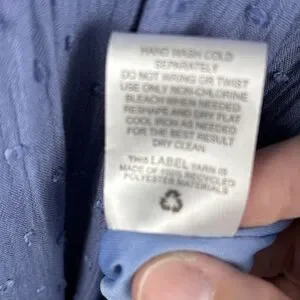 HAND WASH COLD
SEPARATELY
DO NOT WRING OR TWIST
USE ONLY NON-CHLORINE
BLEACH WHEN NEEDED
RESHAPE AND DRY FLAT
COOL IRON AS NEEDED
FOR THE BEST RESULT
DRY CLEAN
THIS LABEL YARN IS
MADE OF 100% RECYCLED
POLYESTER MATERIALS